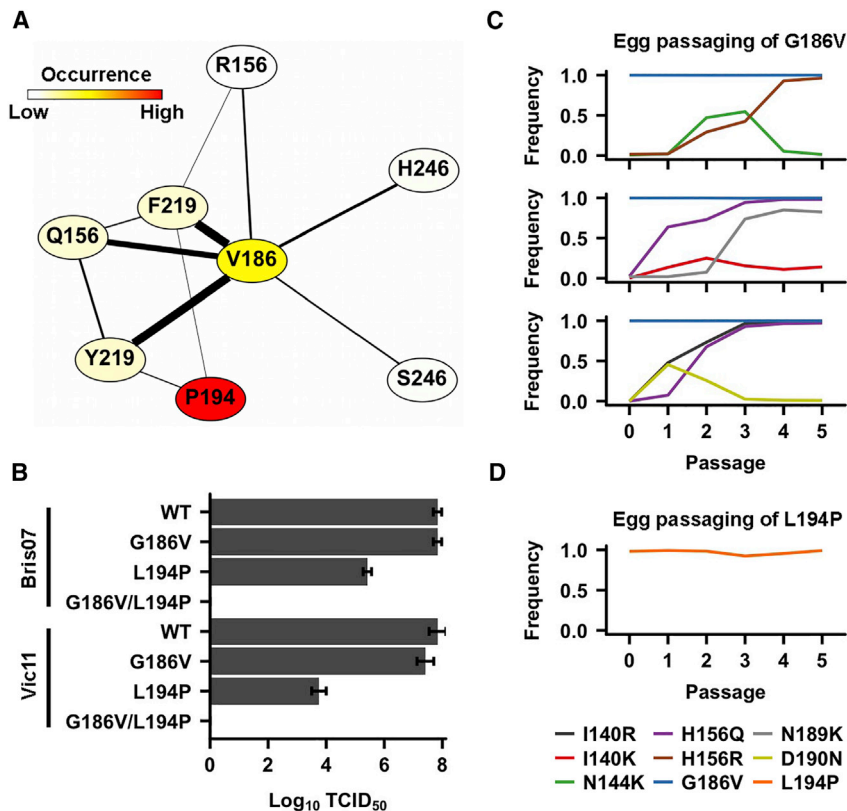 A
Occurrence
Low High
R156
H246
F219
Q156
V186
Y219
P194
S246
B
Bris07
WT
G186V
L194P
G186V/L194P
Vic11
WT
G186V
L194P
G186V/L194P
0 2 4 6 8
Log10 TCID50
C
Egg passaging of G186V
Frequency
1.0
0.5
0.0
Frequency
1.0
0.5
0.0
Frequency
1.0
0.5
0.0
0 1 2 3 4 5
Passage
D
Egg passaging of L194P
Frequency
1.0
0.5
0.0
0 1 2 3 4 5
Passage
I140R H156Q N189K
I140K H156R D190N
N144K G186V L194P